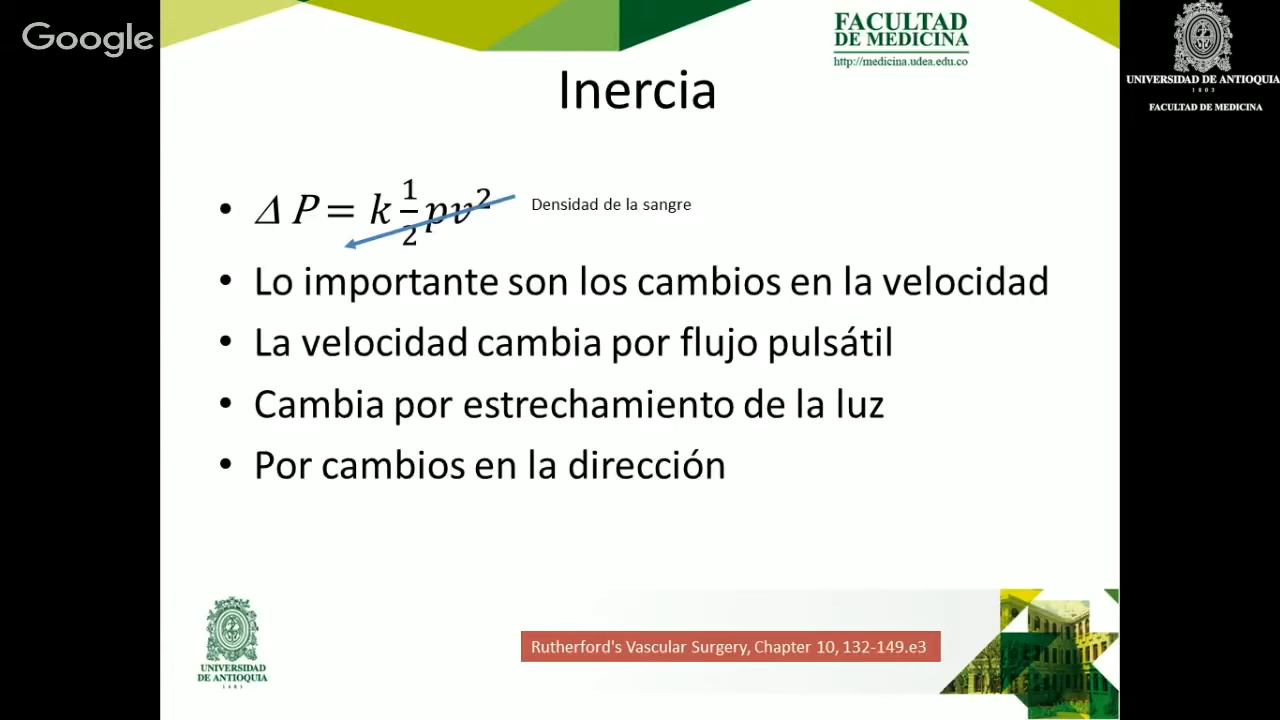 Google
FACULTAD
DE MEDICINA
http://medicina.udea.edu.co
UNIVERSIDAD DE ANTIOQUIA
1803
FACULTAD DE MEDICINA
Inercia
• Δ P = k 1/2 pv²
Densidad de la sangre
• Lo importante son los cambios en la velocidad
• La velocidad cambia por flujo pulsátil
• Cambia por estrechamiento de la luz
• Por cambios en la dirección
UNIVERSIDAD
DE ANTIOQUIA
Rutherford's Vascular Surgery, Chapter 10, 132-149.e3